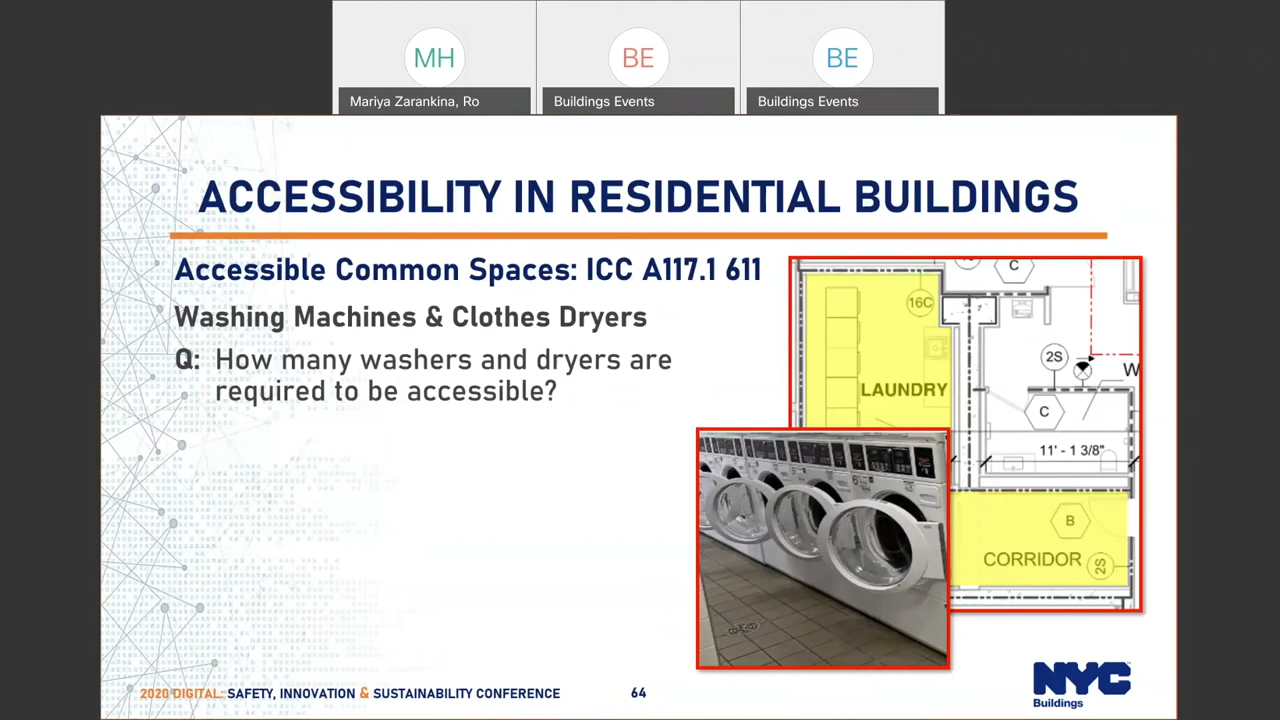 MH
BE
BE
Mariya Zarankina, Ro
Buildings Events
Buildings Events
ACCESSIBILITY IN RESIDENTIAL BUILDINGS
Accessible Common Spaces: ICC A117.1 611
Washing Machines & Clothes Dryers
Q: How many washers and dryers are
required to be accessible?
C
16C
2S
W
LAUNDRY
C
11' - 1 3/8"
B
CORRIDOR
2S
2020 DIGITAL: SAFETY, INNOVATION & SUSTAINABILITY CONFERENCE
64
NYC
Buildings